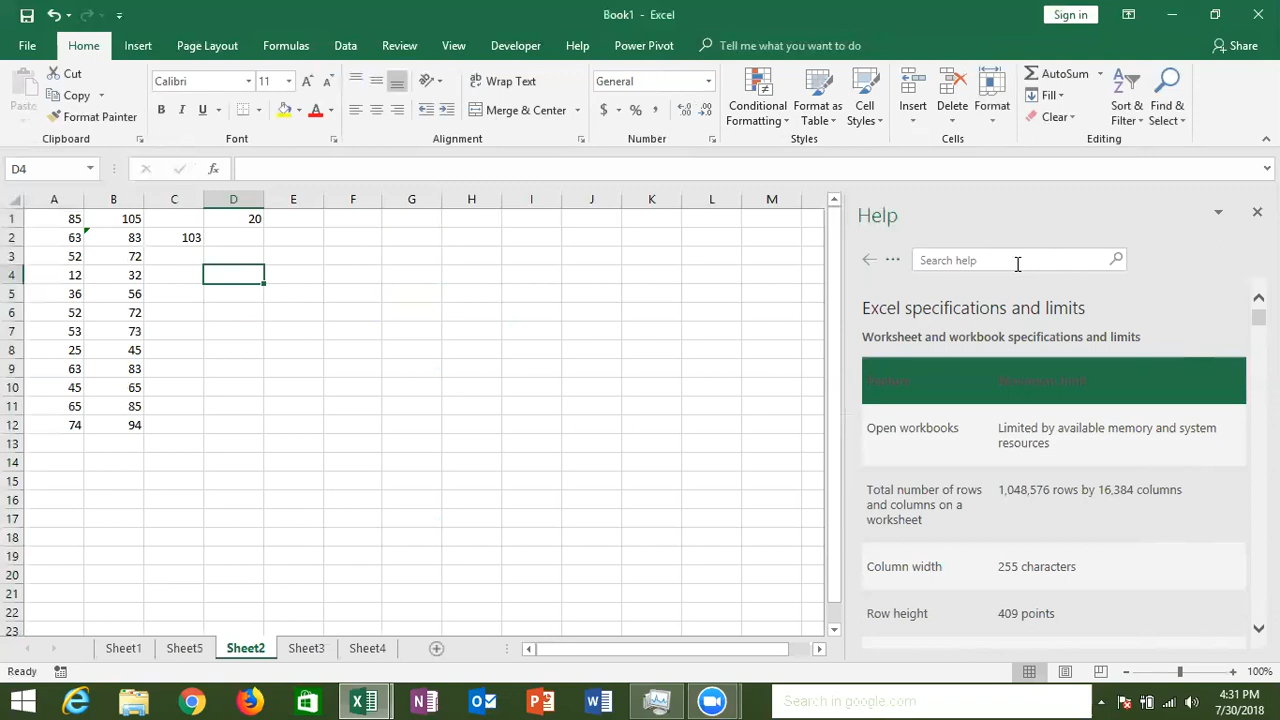 Book1 - Excel
Sign in
File Home Insert Page Layout Formulas Data Review View Developer Help Power Pivot Tell me what you want to do Share
Paste
Cut
Copy
Format Painter
Calibri 11
B I U
Wrap Text
Merge & Center
General
$ % ,
Conditional Formatting
Format as Table
Cell Styles
Insert
Delete
Format
AutoSum
Fill
Clear
Sort & Filter
Find & Select
Clipboard Font Alignment Number Styles Cells Editing
D4
fx
A B C D E F G H I J K L M
1 85 105 20
2 63 83 103
3 52 72
4 12 32
5 36 56
6 52 72
7 53 73
8 25 45
9 63 83
10 45 65
11 65 85
12 74 94
13
14
15
16
17
18
19
20
21
22
23
Help
Search help
Excel specifications and limits
Worksheet and workbook specifications and limits
Feature Maximum limit
Open workbooks Limited by available memory and system resources
Total number of rows and columns on a worksheet 1,048,576 rows by 16,384 columns
Column width 255 characters
Row height 409 points
Sheet1 Sheet5 Sheet2 Sheet3 Sheet4
Ready
100%
Search in google.com
4:31 PM
7/30/2018